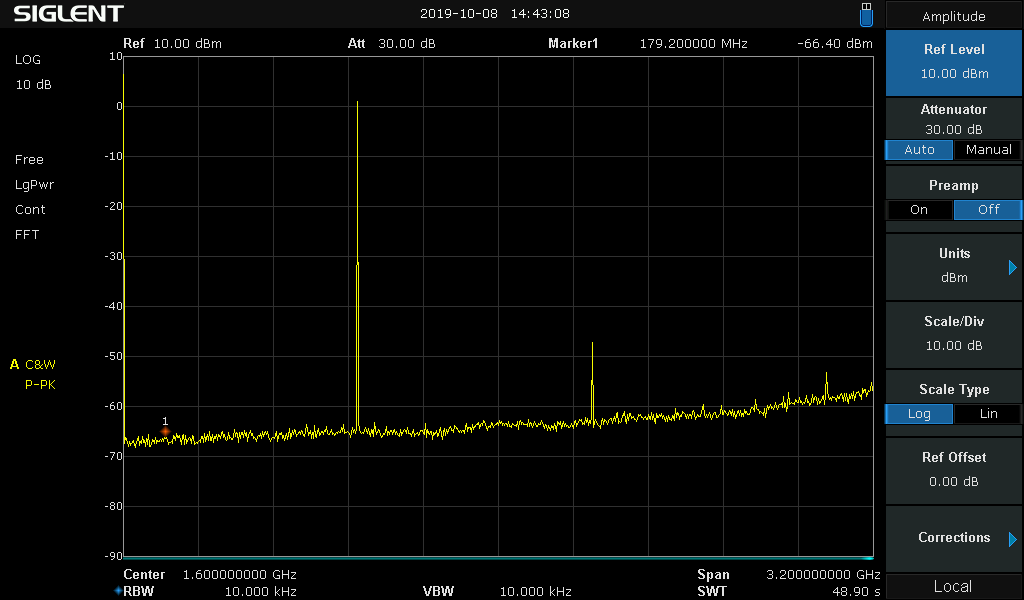 SIGLENT
2019-10-08 14:43:08
Amplitude
Ref 10.00 dBm Att 30.00 dB Marker1 179.200000 MHz -66.40 dBm
LOG
10 dB
Free
LgPwr
Cont
FFT
A C&W
P-PK
10
0
-10
-20
-30
-40
-50
-60
-70
-80
-90
1
Center 1.600000000 GHz Span 3.200000000 GHz
RBW 10.000 kHz VBW 10.000 kHz SWT 48.90 s
Ref Level
10.00 dBm
Attenuator
30.00 dB
Auto Manual
Preamp
On Off
Units
dBm
Scale/Div
10.00 dB
Scale Type
Log Lin
Ref Offset
0.00 dB
Corrections
Local